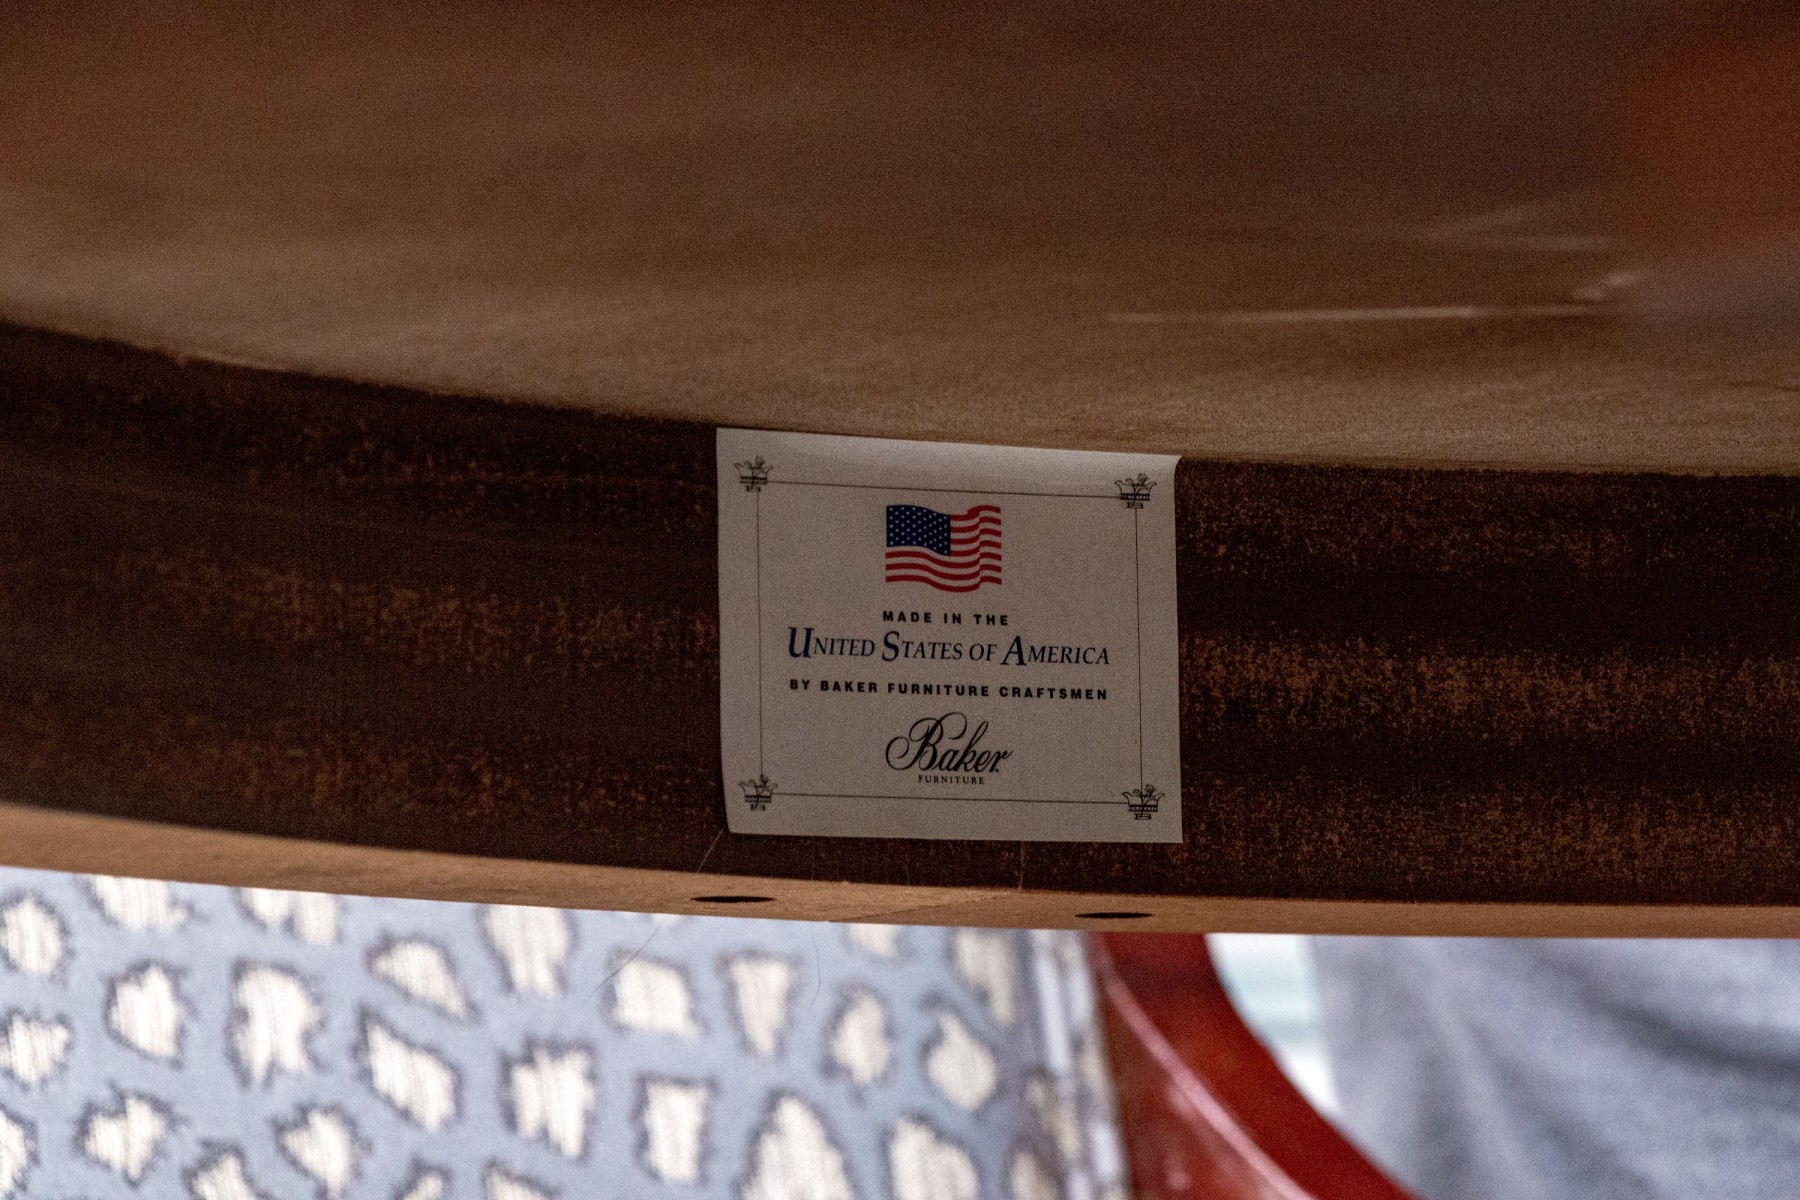 MADE IN THE
UNITED STATES OF AMERICA
BY BAKER FURNITURE CRAFTSMEN
Baker
FURNITURE